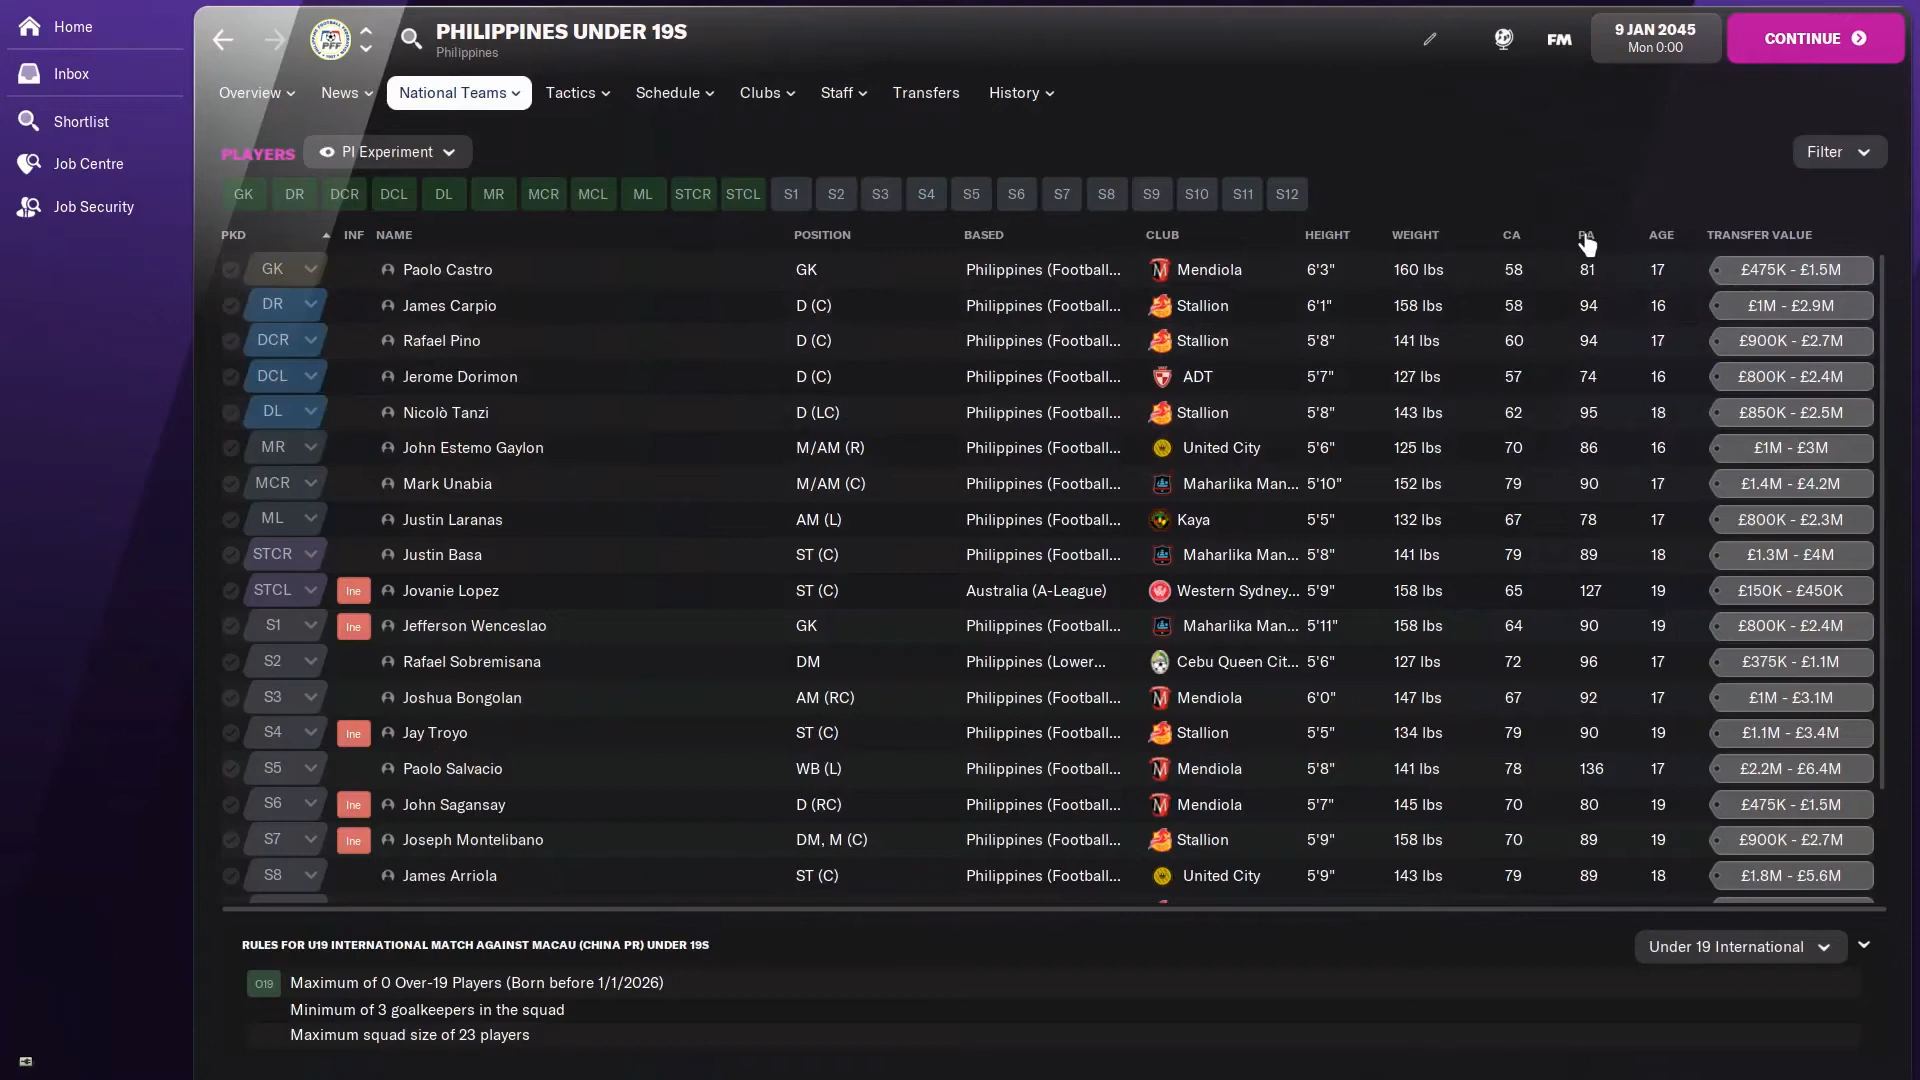 Home
Inbox
Shortlist
Job Centre
Job Security
PHILIPPINES UNDER 19S
Philippines
FM
9 JAN 2045
Mon 0:00
CONTINUE
Overview News National Teams Tactics Schedule Clubs Staff Transfers History
PLAYERS PI Experiment Filter
GK DR DCR DCL DL MR MCR MCL ML STCR STCL S1 S2 S3 S4 S5 S6 S7 S8 S9 S10 S11 S12
PKD INF NAME POSITION BASED CLUB HEIGHT WEIGHT CA PA AGE TRANSFER VALUE
GK Paolo Castro GK Philippines (Football... Mendiola 6'3" 160 lbs 58 81 17 £475K - £1.5M
DR James Carpio D (C) Philippines (Football... Stallion 6'1" 158 lbs 58 94 16 £1M - £2.9M
DCR Rafael Pino D (C) Philippines (Football... Stallion 5'8" 141 lbs 60 94 17 £900K - £2.7M
DCL Jerome Dorimon D (C) Philippines (Football... ADT 5'7" 127 lbs 57 74 16 £800K - £2.4M
DL Nicolò Tanzi D (LC) Philippines (Football... Stallion 5'8" 143 lbs 62 95 18 £850K - £2.5M
MR John Estemo Gaylon M/AM (R) Philippines (Football... United City 5'6" 125 lbs 70 86 16 £1M - £3M
MCR Mark Unabia M/AM (C) Philippines (Football... Maharlika Man... 5'10" 152 lbs 79 90 17 £1.4M - £4.2M
ML Justin Laranas AM (L) Philippines (Football... Kaya 5'5" 132 lbs 67 78 17 £800K - £2.3M
STCR Justin Basa ST (C) Philippines (Football... Maharlika Man... 5'8" 141 lbs 79 89 18 £1.3M - £4M
STCL Ine Jovanie Lopez ST (C) Australia (A-League) Western Sydney... 5'9" 158 lbs 65 127 19 £150K - £450K
S1 Ine Jefferson Wenceslao GK Philippines (Football... Maharlika Man... 5'11" 158 lbs 64 90 19 £800K - £2.4M
S2 Rafael Sobremisana DM Philippines (Lower... Cebu Queen Cit... 5'6" 127 lbs 72 96 17 £375K - £1.1M
S3 Joshua Bongolan AM (RC) Philippines (Football... Mendiola 6'0" 147 lbs 67 92 17 £1M - £3.1M
S4 Ine Jay Troyo ST (C) Philippines (Football... Stallion 5'5" 134 lbs 79 90 19 £1.1M - £3.4M
S5 Paolo Salvacio WB (L) Philippines (Football... Mendiola 5'8" 141 lbs 78 136 17 £2.2M - £6.4M
S6 Ine John Sagansay D (RC) Philippines (Football... Mendiola 5'7" 145 lbs 70 80 19 £475K - £1.5M
S7 Ine Joseph Montelibano DM, M (C) Philippines (Football... Stallion 5'9" 158 lbs 70 89 19 £900K - £2.7M
S8 James Arriola ST (C) Philippines (Football... United City 5'9" 143 lbs 79 89 18 £1.8M - £5.6M
RULES FOR U19 INTERNATIONAL MATCH AGAINST MACAU (CHINA PR) UNDER 19S Under 19 International
O19 Maximum of 0 Over-19 Players (Born before 1/1/2026)
Minimum of 3 goalkeepers in the squad
Maximum squad size of 23 players